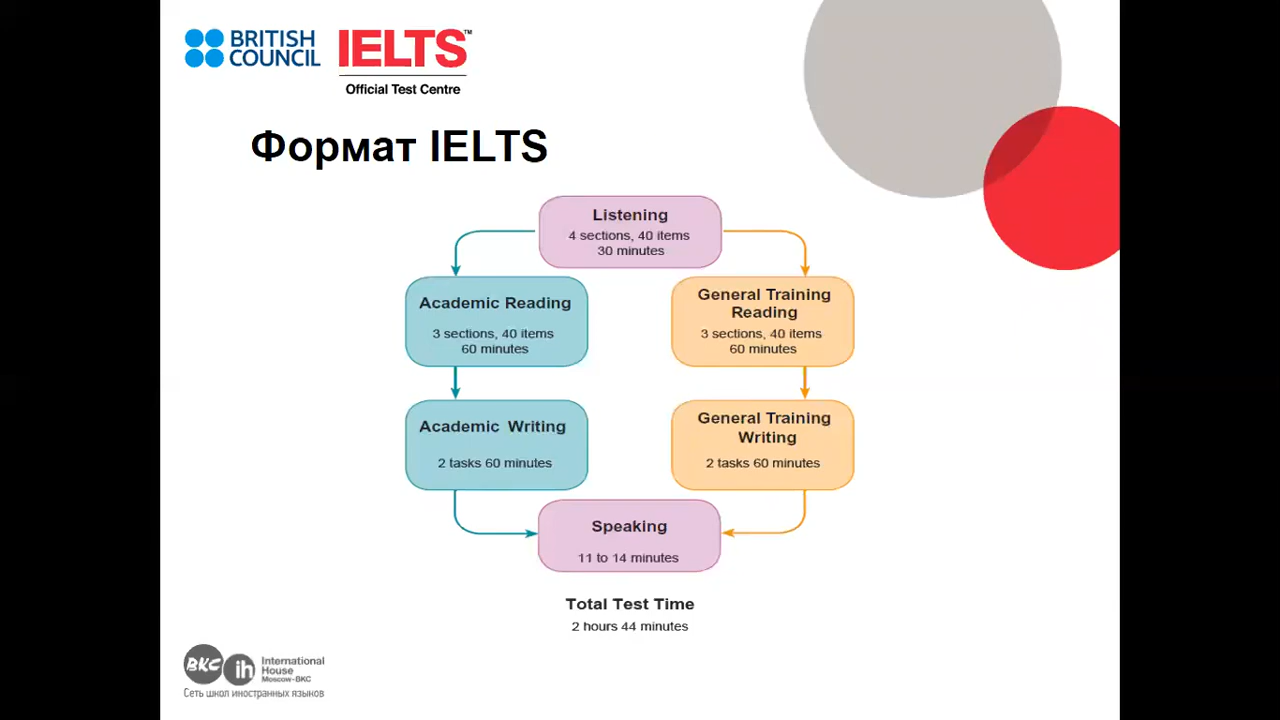 BRITISH
COUNCIL
IELTS™
Official Test Centre
Формат IELTS
Listening
4 sections, 40 items
30 minutes
Academic Reading
3 sections, 40 items
60 minutes
General Training
Reading
3 sections, 40 items
60 minutes
Academic Writing
2 tasks 60 minutes
General Training
Writing
2 tasks 60 minutes
Speaking
11 to 14 minutes
Total Test Time
2 hours 44 minutes
BKC ih
International
House
Moscow-BKC
Сеть школ иностранных языков